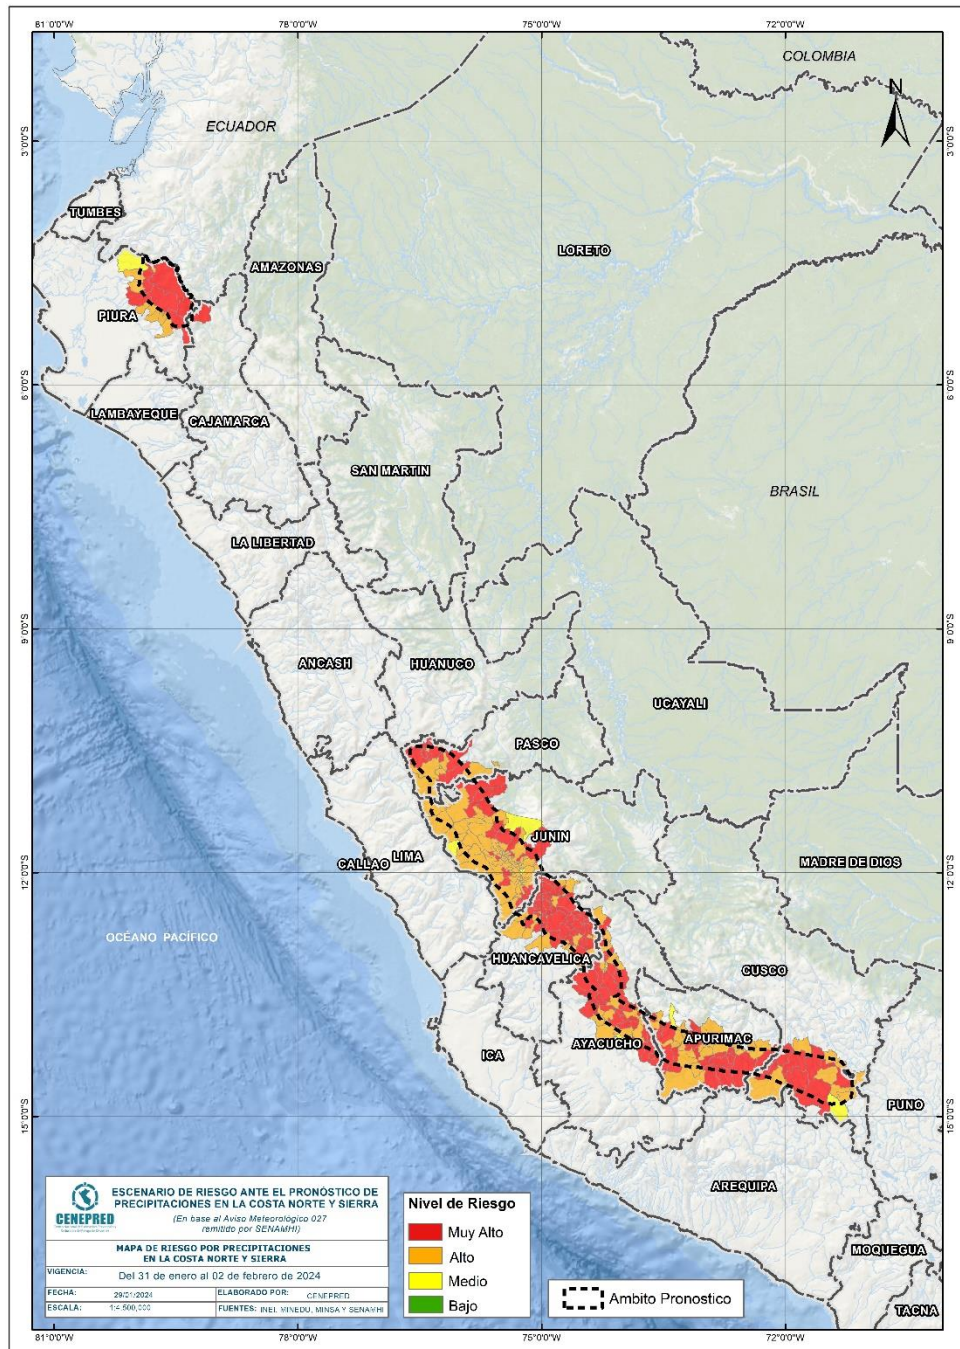 81°0'0"W
78°0'0"W
75°0'0"W
72°0'0"W
COLOMBIA
N
ECUADOR
3°0'0"S
3°0'0"S
TUMBES
LORETO
AMAZONAS
PIURA
6°0'0"S
6°0'0"S
LAMBAYEQUE
CAJAMARCA
SAN MARTIN
BRASIL
LA LIBERTAD
9°0'0"S
9°0'0"S
ANCASH
HUANUCO
UCAYALI
PASCO
JUNIN
LIMA
CALLAO
MADRE DE DIOS
12°0'0"S
12°0'0"S
OCÉANO PACÍFICO
HUANCAVELICA
CUSCO
AYACUCHO
APURIMAC
ICA
PUNO
15°0'0"S
15°0'0"S
AREQUIPA
MOQUEGUA
TACNA
CENEPRED
ESCENARIO DE RIESGO ANTE EL PRONÓSTICO DE
PRECIPITACIONES EN LA COSTA NORTE Y SIERRA
(En base al Aviso Meteorológico 027
remitido por SENAMHI)
MAPA DE RIESGO POR PRECIPITACIONES
EN LA COSTA NORTE Y SIERRA
VIGENCIA: Del 31 de enero al 02 de febrero de 2024
FECHA: 29/01/2024 ELABORADO POR: CENEPRED
ESCALA: 1:4,500,000 FUENTES: INEI, MINEDU, MINSA Y SENAMHI
Nivel de Riesgo
Muy Alto
Alto
Medio
Bajo
Ambito Pronostico
81°0'0"W
78°0'0"W
75°0'0"W
72°0'0"W